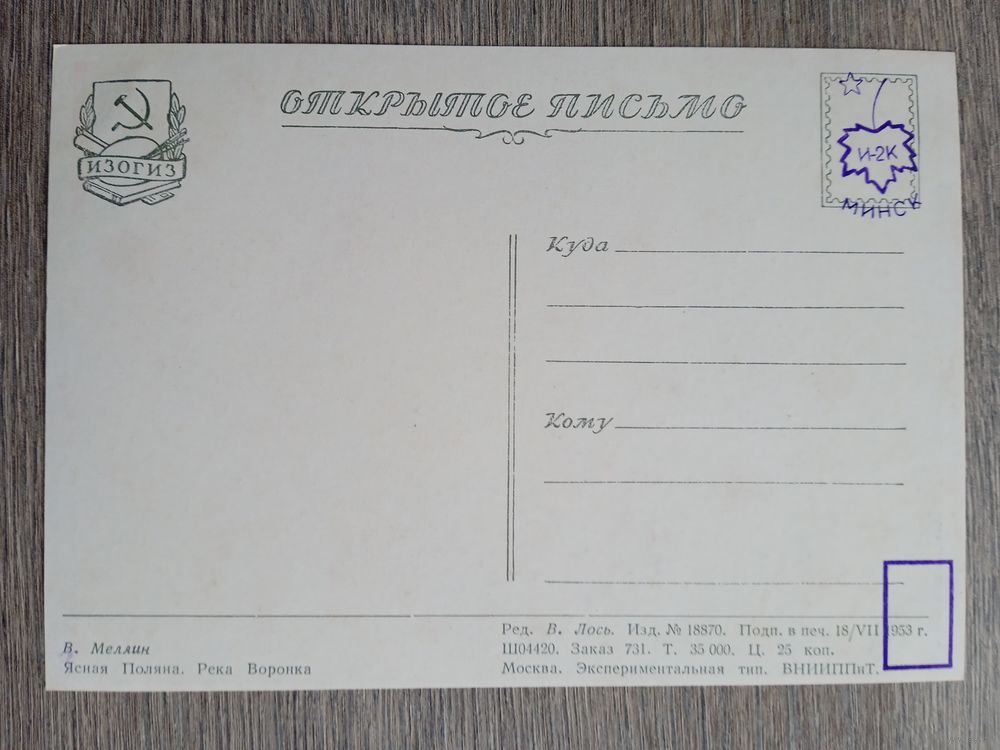 ОТКРЫТОЕ ПИСЬМО
ИЗОГИЗ
И-2К
МИНСК
Куда
Кому
В. Меллин
Ясная Поляна. Река Воронка
Ред. В. Лось. Изд. № 18870. Подп. в печ. 18/VII 1953 г.
Ш04420. Заказ 731. Т. 35 000. Ц. 25 коп.
Москва. Экспериментальная тип. ВНИИППиТ.